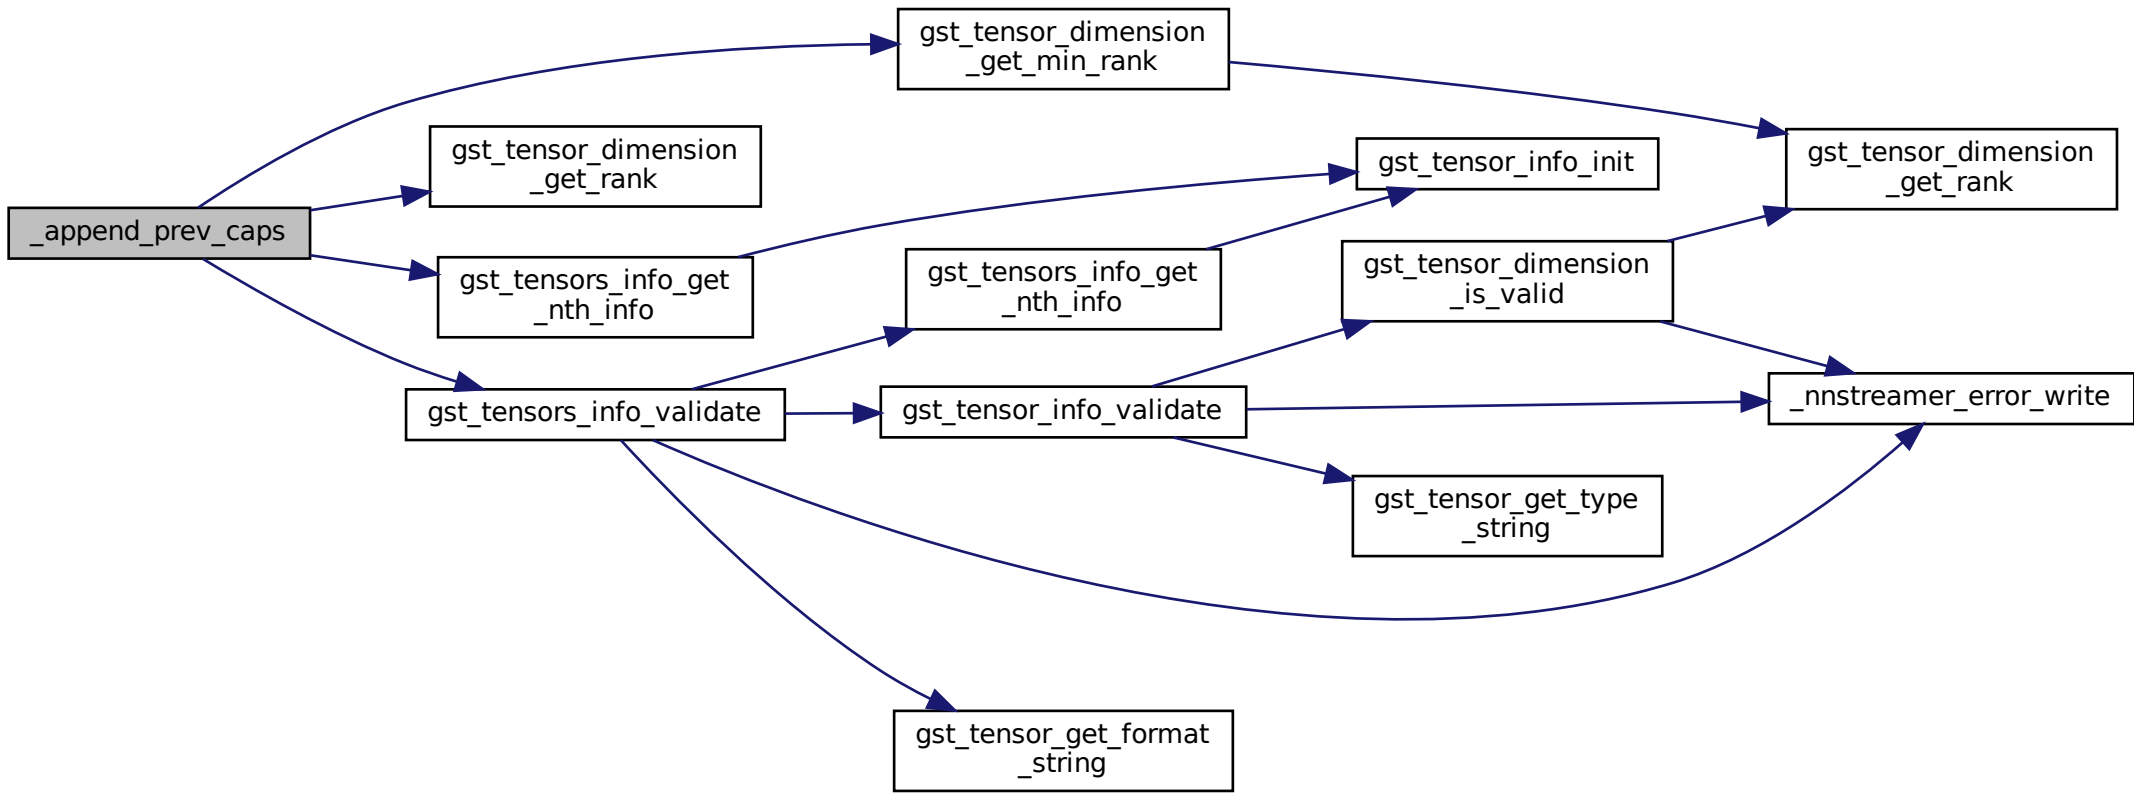 _append_prev_caps
gst_tensor_dimension
_get_min_rank
gst_tensor_dimension
_get_rank
gst_tensors_info_get
_nth_info
gst_tensors_info_validate
gst_tensors_info_get
_nth_info
gst_tensor_info_validate
gst_tensor_get_format
_string
gst_tensor_info_init
gst_tensor_dimension
_is_valid
gst_tensor_get_type
_string
gst_tensor_dimension
_get_rank
_nnstreamer_error_write